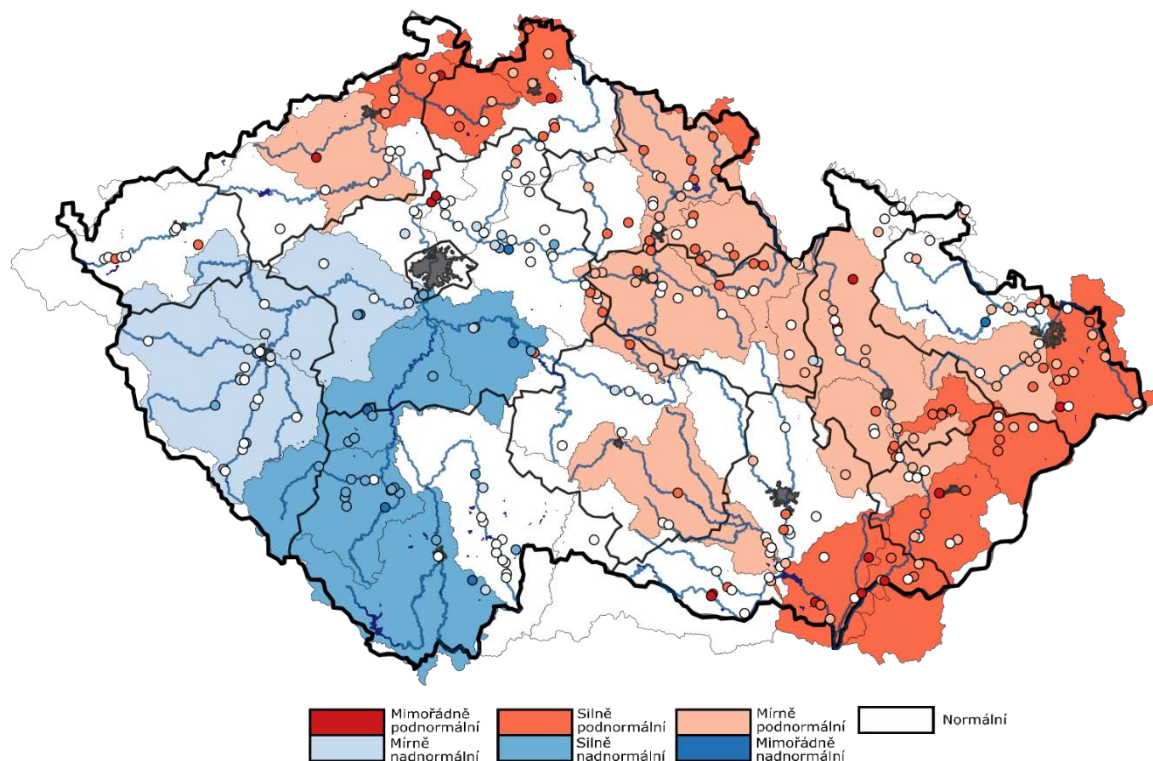 Mimořádně
podnormální
Silně
podnormální
Mírně
podnormální
Normální
Mírně
nadnormální
Silně
nadnormální
Mimořádně
nadnormální